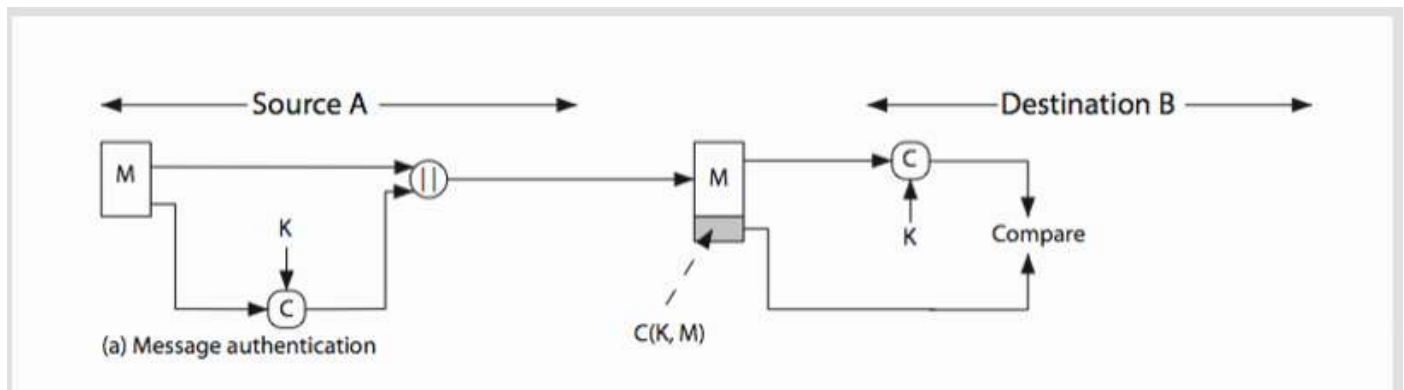 Source A
Destination B
M
||
M
C
K
K
Compare
C
C(K, M)
(a) Message authentication